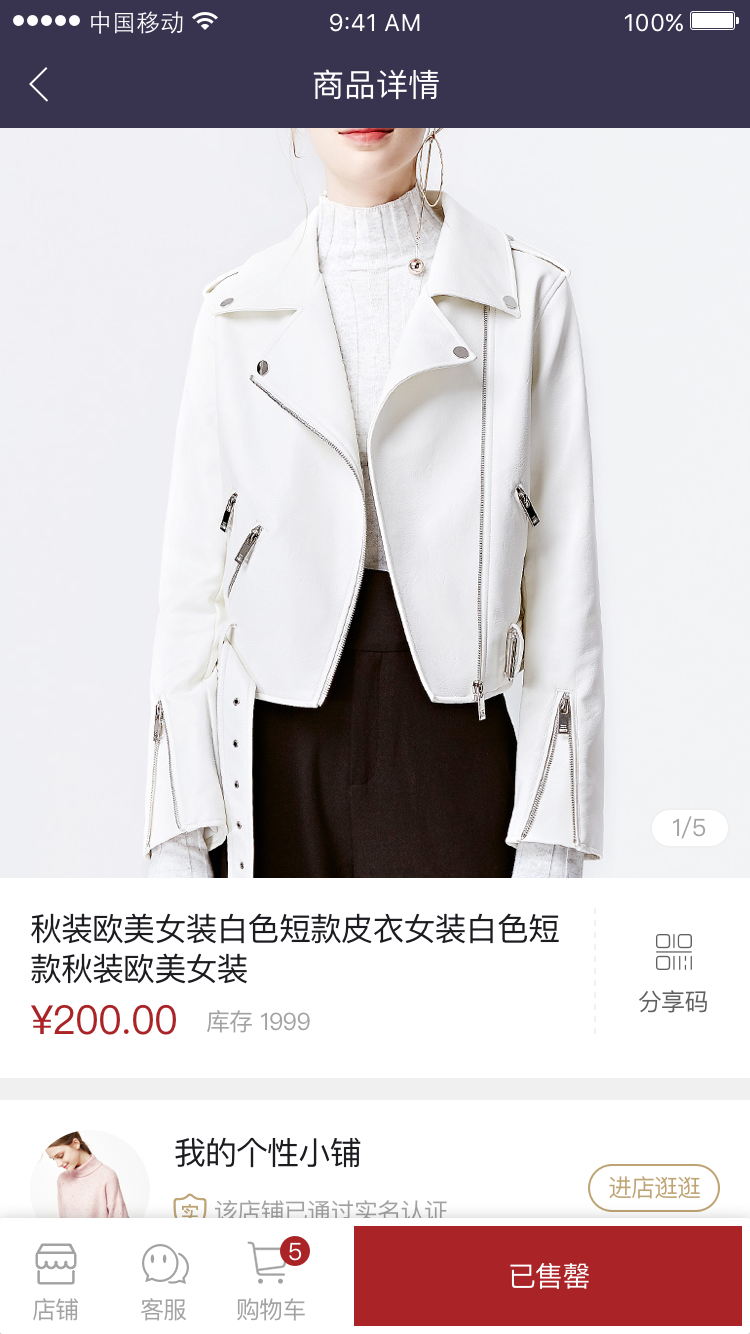 中国移动 9:41 AM 100%
商品详情
1/5
秋装欧美女装白色短款皮衣女装白色短
款秋装欧美女装
¥200.00 库存 1999
分享码
我的个性小铺
进店逛逛
实 该店铺已通过实名认证
5
店铺 客服 购物车
已售罄